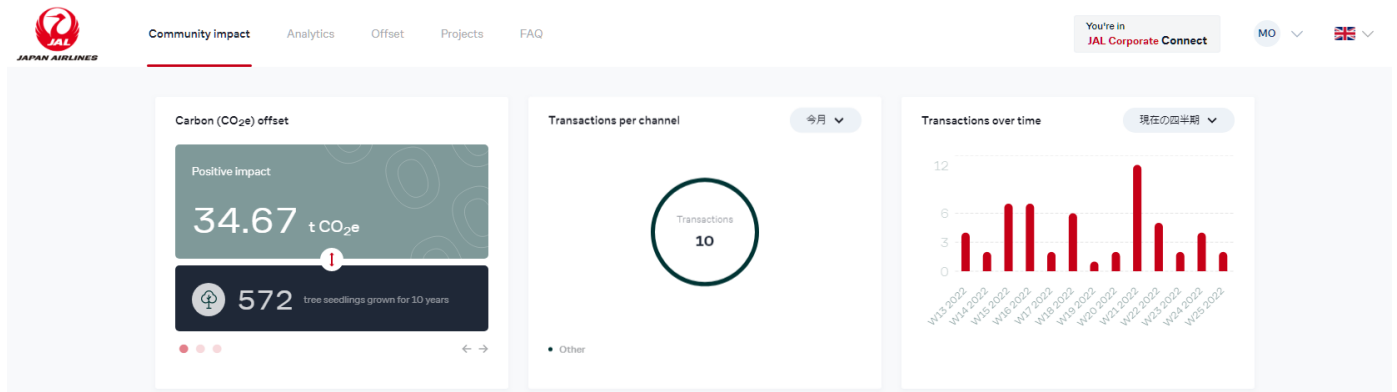 JAL
JAPAN AIRLINES
Community impact
Analytics
Offset
Projects
FAQ
You're in
JAL Corporate Connect
MO
Carbon (CO2e) offset
Positive impact
34.67 t CO2e
572 tree seedlings grown for 10 years
Transactions per channel
今月
Transactions
10
Other
Transactions over time
現在の四半期
12
6
3
0
W13 2022
W14 2022
W15 2022
W16 2022
W17 2022
W18 2022
W19 2022
W20 2022
W21 2022
W22 2022
W23 2022
W24 2022
W25 2022